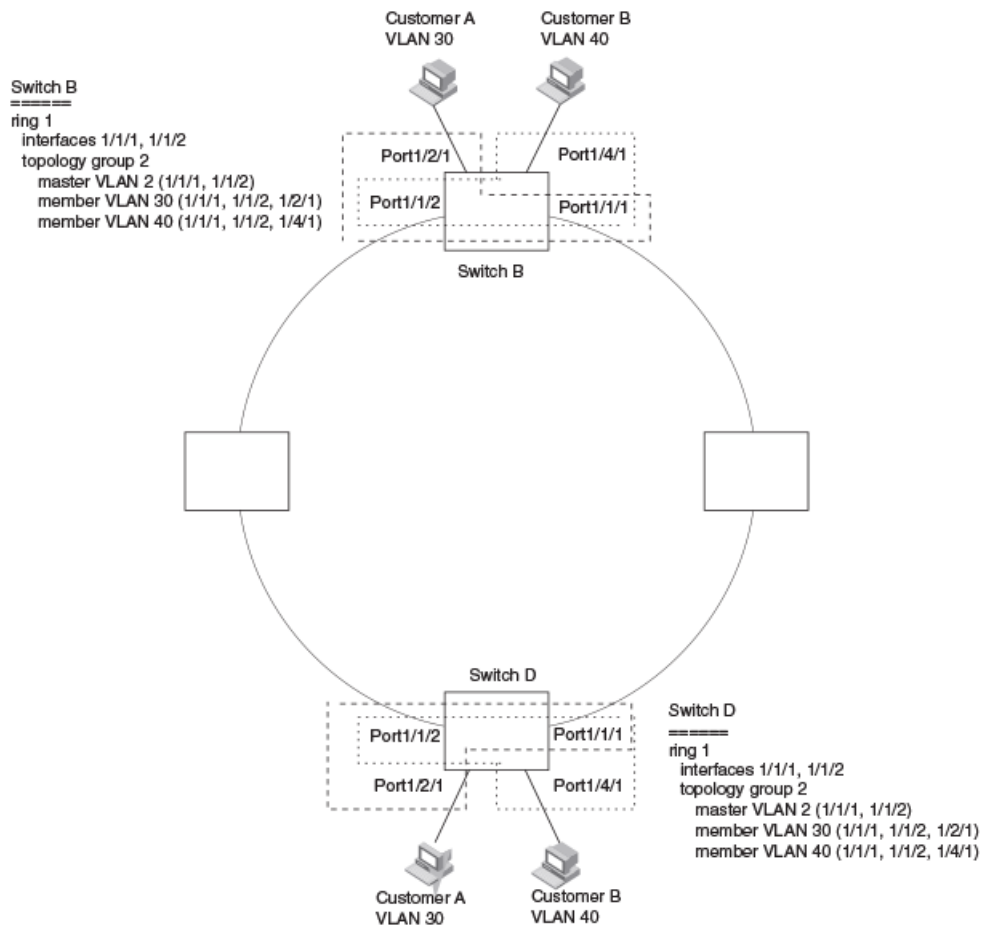 Customer A
VLAN 30
Customer B
VLAN 40
Switch B
======
ring 1
interfaces 1/1/1, 1/1/2
topology group 2
master VLAN 2 (1/1/1, 1/1/2)
member VLAN 30 (1/1/1, 1/1/2, 1/2/1)
member VLAN 40 (1/1/1, 1/1/2, 1/4/1)
Port1/2/1
Port1/4/1
Port1/1/2
Port1/1/1
Switch B
Switch D
Port1/1/2
Port1/1/1
Port1/2/1
Port1/4/1
Switch D
======
ring 1
interfaces 1/1/1, 1/1/2
topology group 2
master VLAN 2 (1/1/1, 1/1/2)
member VLAN 30 (1/1/1, 1/1/2, 1/2/1)
member VLAN 40 (1/1/1, 1/1/2, 1/4/1)
Customer A
VLAN 30
Customer B
VLAN 40